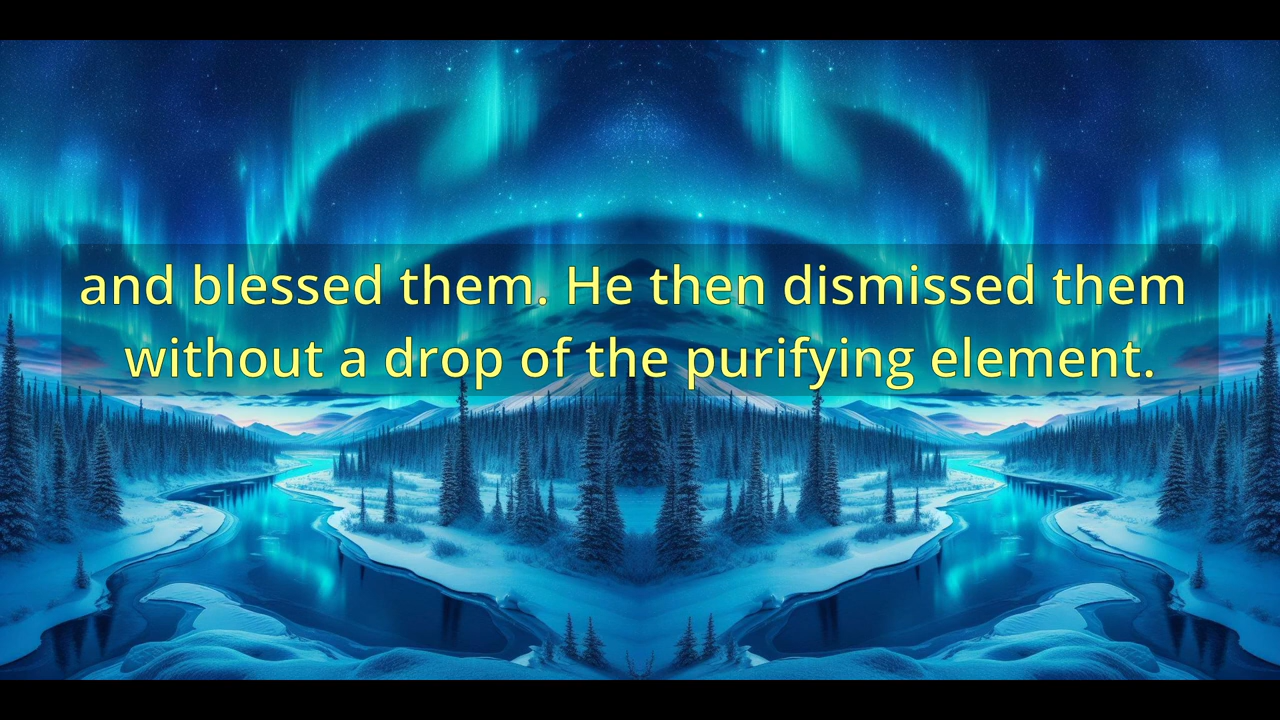 and blessed them. He then dismissed them
without a drop of the purifying element.